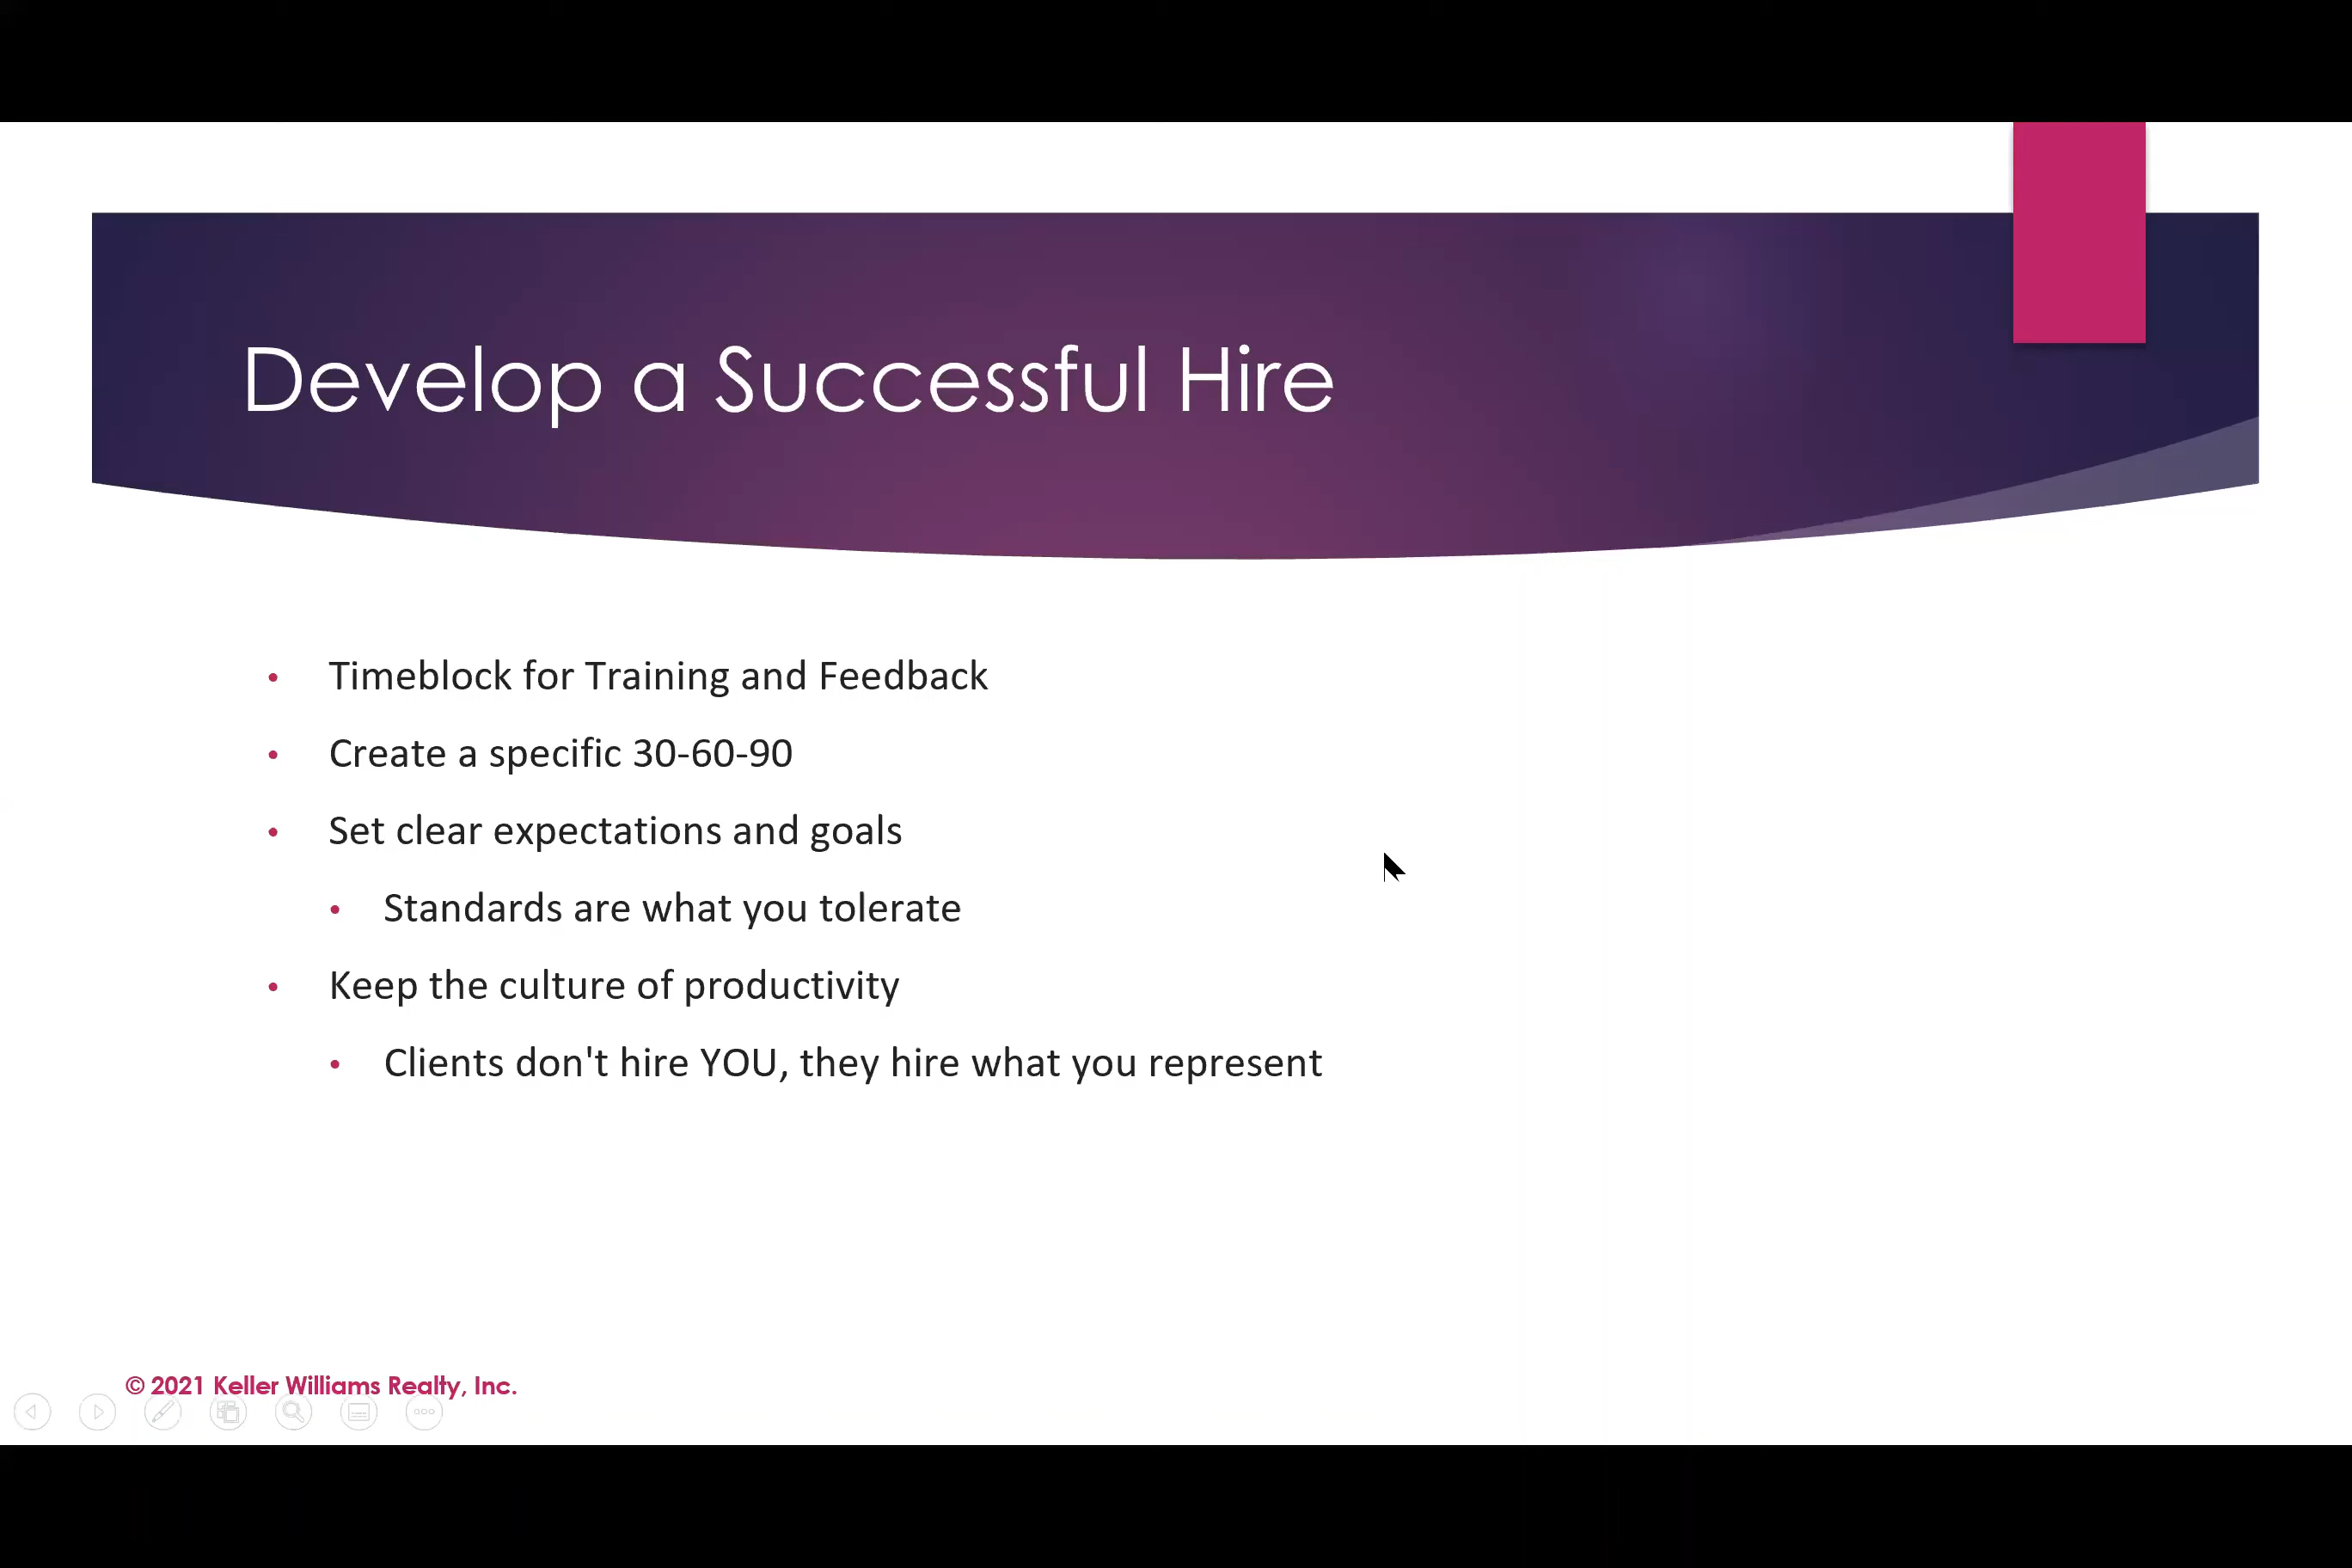 Develop a Successful Hire
• Timeblock for Training and Feedback
• Create a specific 30-60-90
• Set clear expectations and goals
• Standards are what you tolerate
• Keep the culture of productivity
• Clients don't hire YOU, they hire what you represent
© 2021 Keller Williams Realty, Inc.